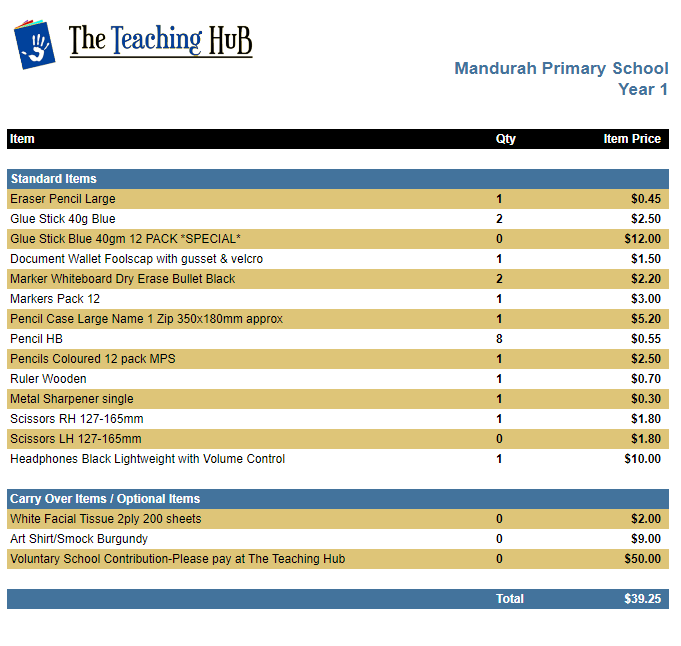 The Teaching HuB
Mandurah Primary School
Year 1
Item Qty Item Price
Standard Items
Eraser Pencil Large 1 $0.45
Glue Stick 40g Blue 2 $2.50
Glue Stick Blue 40gm 12 PACK *SPECIAL* 0 $12.00
Document Wallet Foolscap with gusset & velcro 1 $1.50
Marker Whiteboard Dry Erase Bullet Black 2 $2.20
Markers Pack 12 1 $3.00
Pencil Case Large Name 1 Zip 350x180mm approx 1 $5.20
Pencil HB 8 $0.55
Pencils Coloured 12 pack MPS 1 $2.50
Ruler Wooden 1 $0.70
Metal Sharpener single 1 $0.30
Scissors RH 127-165mm 1 $1.80
Scissors LH 127-165mm 0 $1.80
Headphones Black Lightweight with Volume Control 1 $10.00
Carry Over Items / Optional Items
White Facial Tissue 2ply 200 sheets 0 $2.00
Art Shirt/Smock Burgundy 0 $9.00
Voluntary School Contribution-Please pay at The Teaching Hub 0 $50.00
Total $39.25